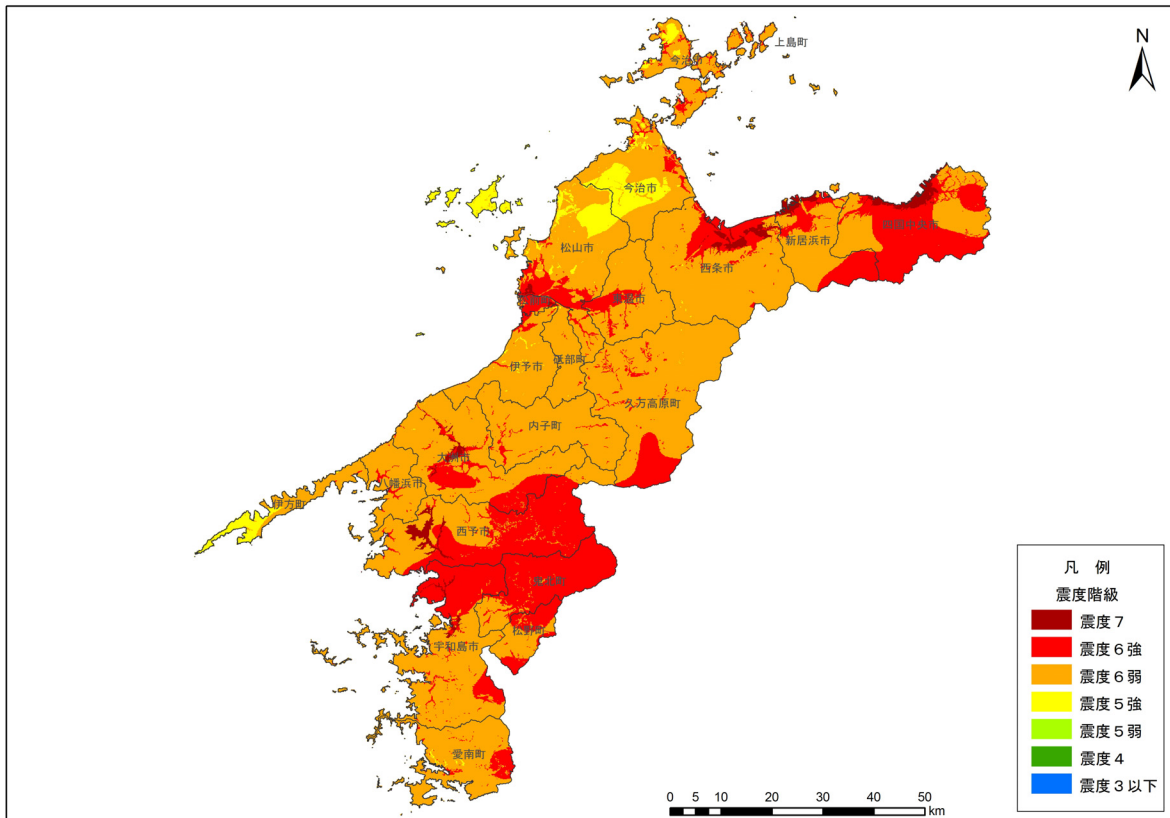 N
上島町
今治市
今治市
四国中央市
新居浜市
松山市
西条市
松前町
東温市
伊予市
砥部町
久万高原町
内子町
大洲市
八幡浜市
伊方町
西予市
鬼北町
松野町
宇和島市
愛南町
凡 例
震度階級
震度7
震度6強
震度6弱
震度5強
震度5弱
震度4
震度3以下
0 5 10 20 30 40 50
km